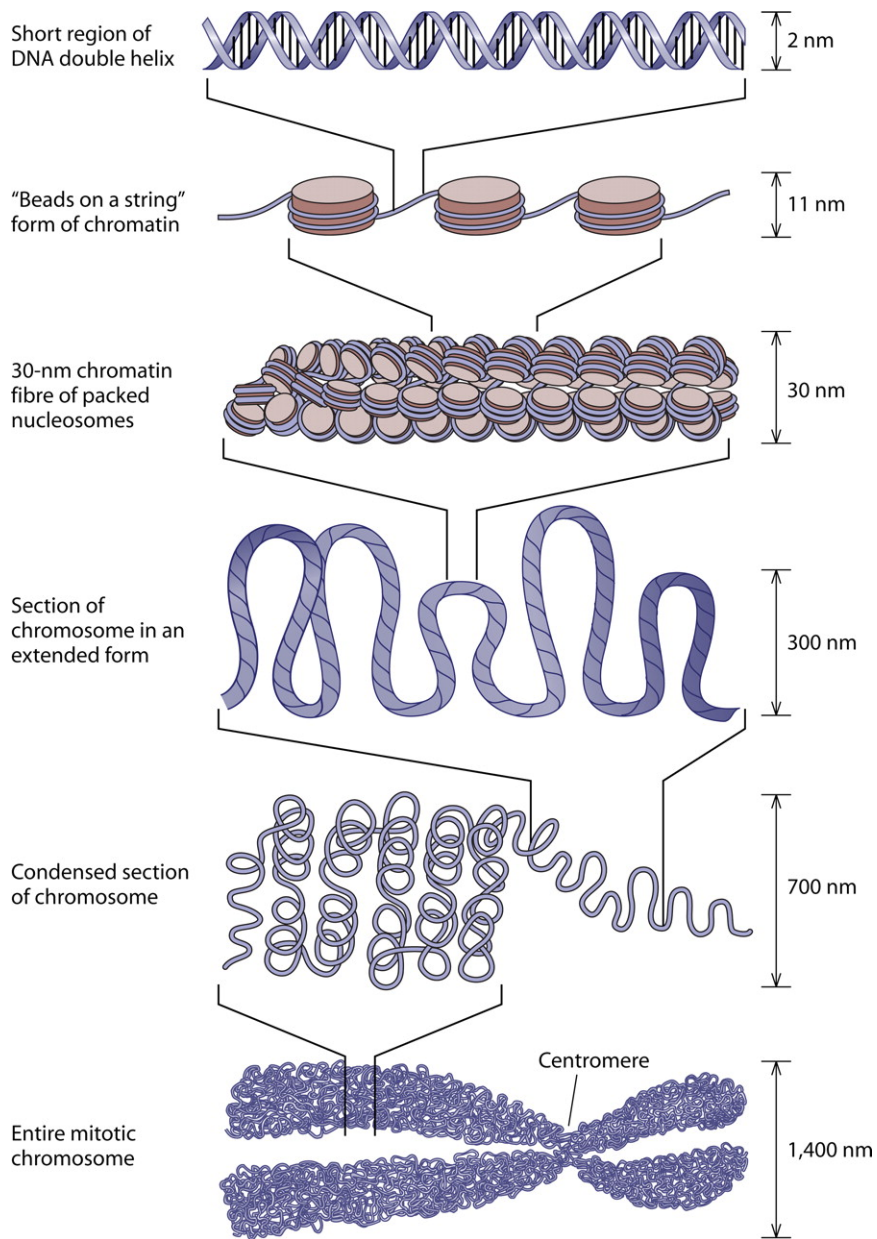 Short region of
DNA double helix
2 nm
“Beads on a string”
form of chromatin
11 nm
30-nm chromatin
fibre of packed
nucleosomes
30 nm
Section of
chromosome in an
extended form
300 nm
Condensed section
of chromosome
700 nm
Centromere
Entire mitotic
chromosome
1,400 nm